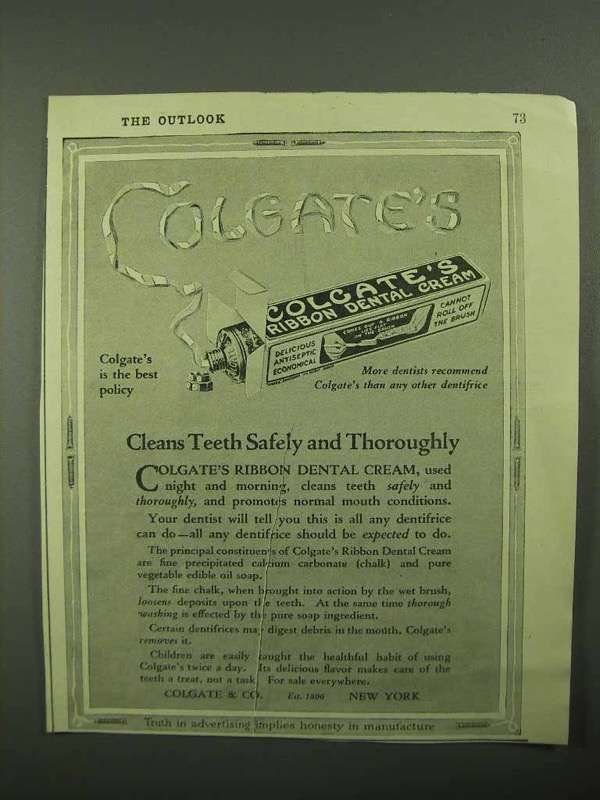 THE OUTLOOK 73
COLGATE'S
COLGATE'S
RIBBON DENTAL CREAM
DELICIOUS
ANTISEPTIC
ECONOMICAL
COMES OUT A RIBBON
CANNOT
ROLL OFF
THE BRUSH
Colgate's
is the best
policy
More dentists recommend
Colgate's than any other dentifrice
Cleans Teeth Safely and Thoroughly
COLGATE'S RIBBON DENTAL CREAM, used
night and morning, cleans teeth safely and
thoroughly, and promotes normal mouth conditions.
Your dentist will tell you this is all any dentifrice
can do—all any dentifrice should be expected to do.
The principal constituents of Colgate's Ribbon Dental Cream
are fine precipitated calcium carbonate (chalk) and pure
vegetable edible oil soap.
The fine chalk, when brought into action by the wet brush,
loosens deposits upon the teeth. At the same time thorough
washing is effected by the pure soap ingredient.
Certain dentifrices may digest debris in the mouth, Colgate's
removes it.
Children are easily taught the healthful habit of using
Colgate's twice a day. Its delicious flavor makes care of the
teeth a treat, not a task. For sale everywhere.
COLGATE & CO. Est. 1806 NEW YORK
Truth in advertising implies honesty in manufacture